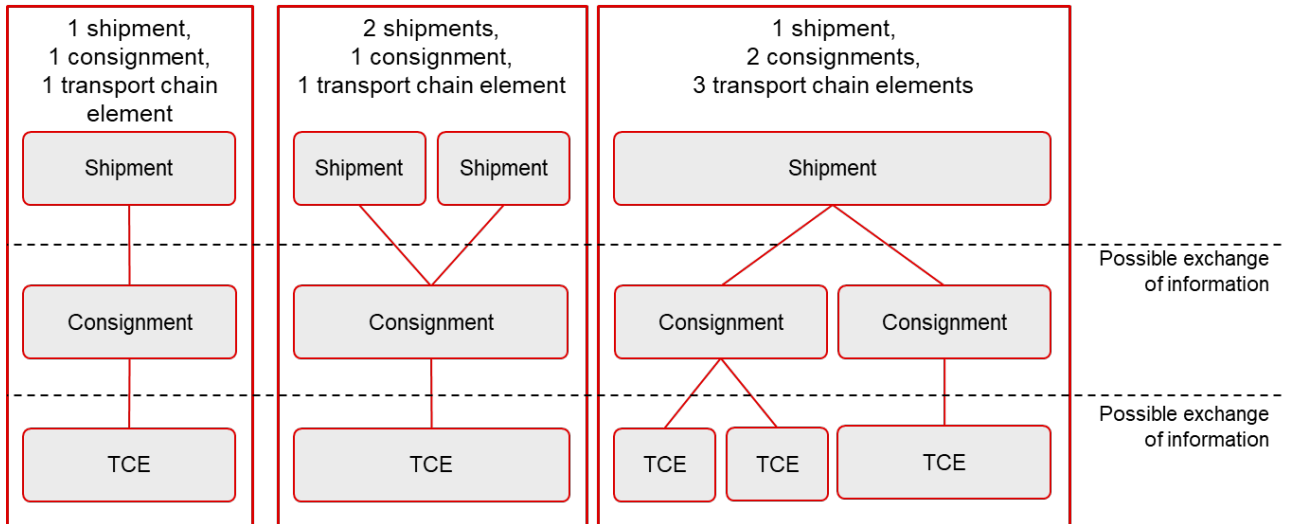 1 shipment,
1 consignment,
1 transport chain
element
Shipment
Consignment
TCE
2 shipments,
1 consignment,
1 transport chain element
Shipment
Shipment
Consignment
TCE
1 shipment,
2 consignments,
3 transport chain elements
Shipment
Consignment
Consignment
TCE
TCE
TCE
Possible exchange
of information
Possible exchange
of information